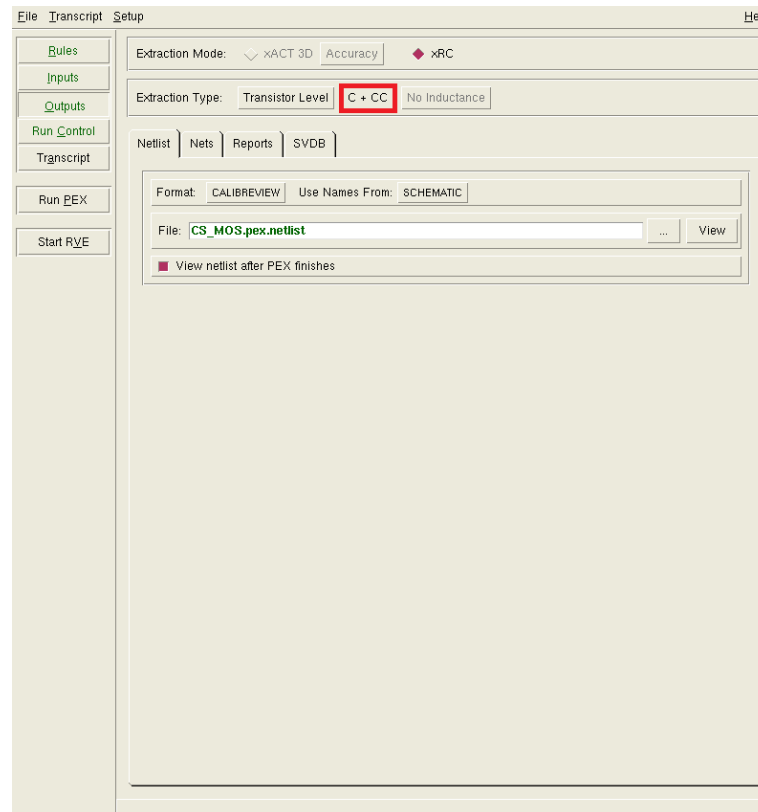 File Transcript Setup He
Rules
Inputs
Outputs
Run Control
Transcript
Run PEX
Start RVE
Extraction Mode: xACT 3D Accuracy xRC
Extraction Type: Transistor Level C + CC No Inductance
Netlist Nets Reports SVDB
Format: CALIBREVIEW Use Names From: SCHEMATIC
File: CS_MOS.pex.netlist ... View
View netlist after PEX finishes